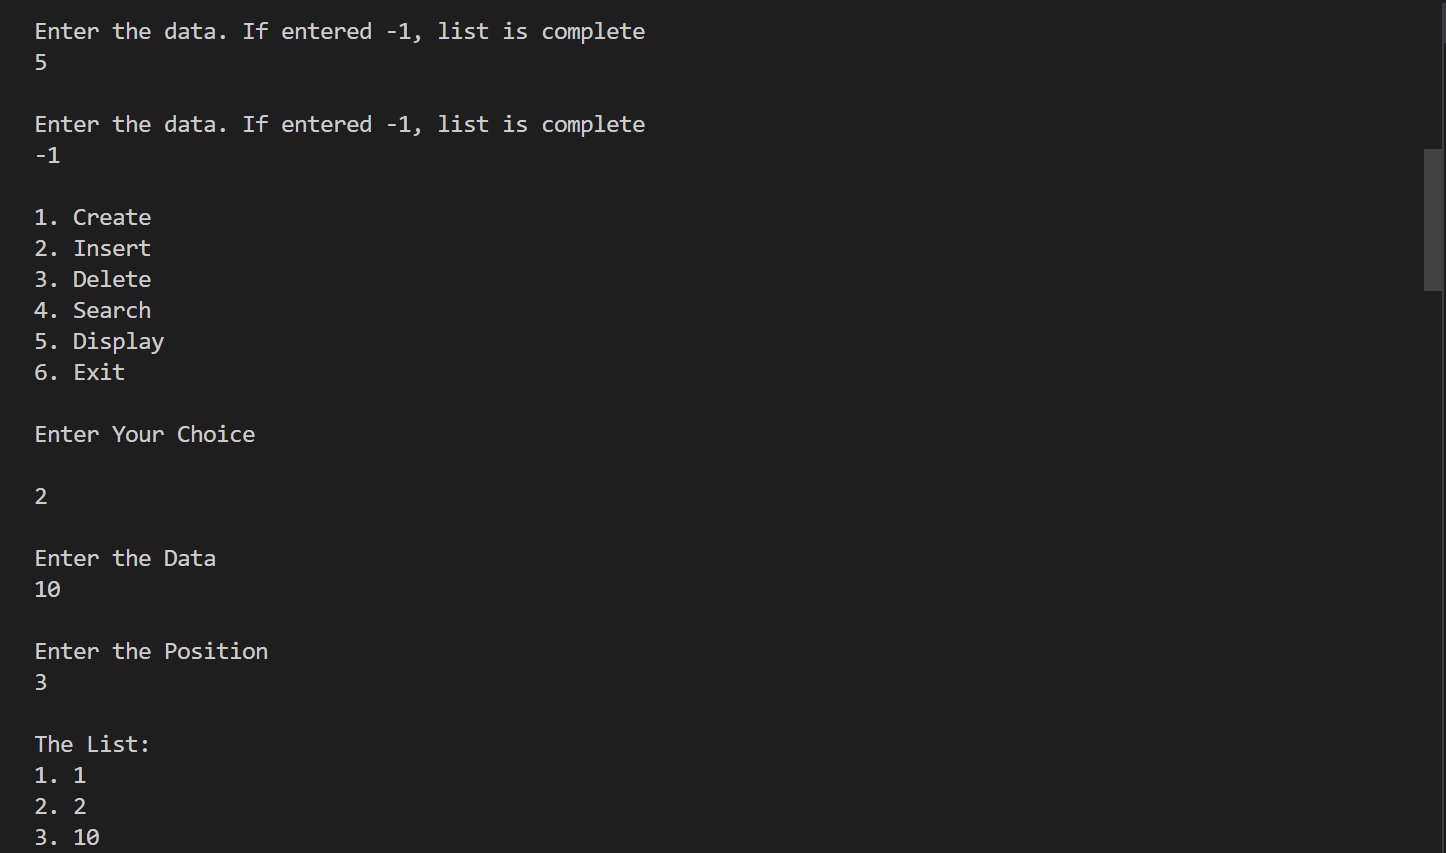 Enter the data. If entered -1, list is complete
5
Enter the data. If entered -1, list is complete
-1
1. Create
2. Insert
3. Delete
4. Search
5. Display
6. Exit
Enter Your Choice
2
Enter the Data
10
Enter the Position
3
The List:
1. 1
2. 2
3. 10